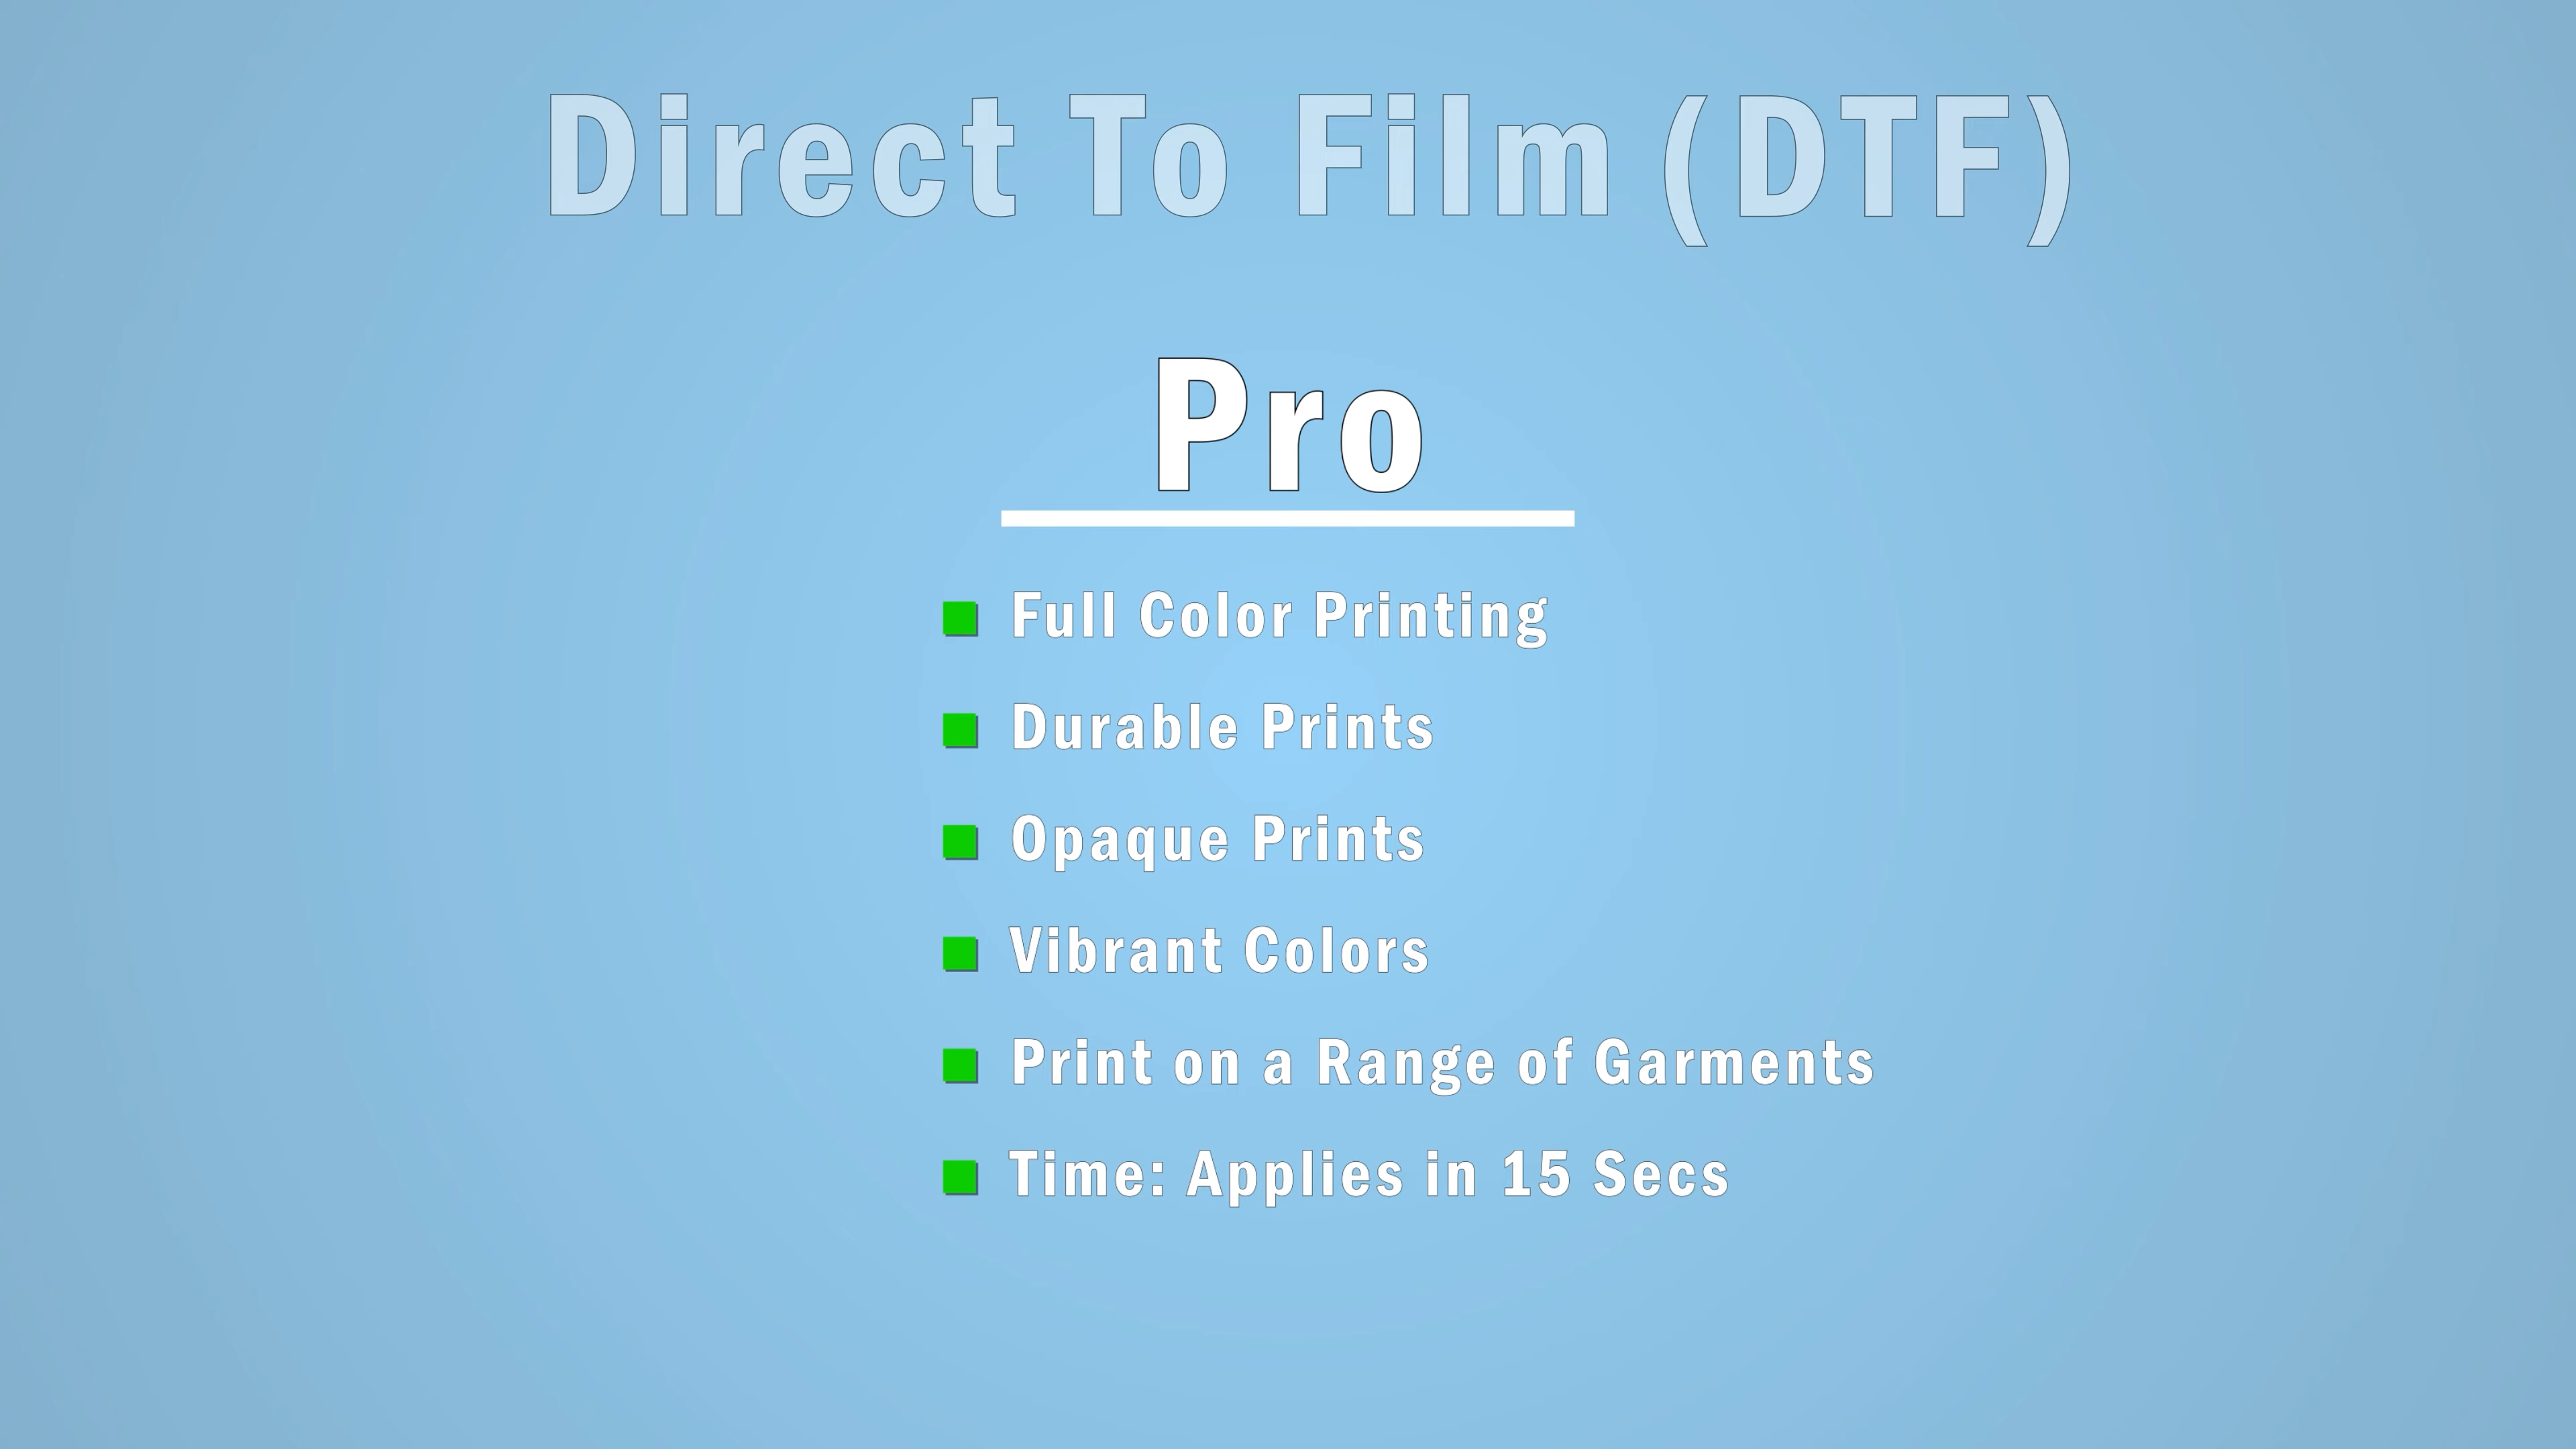 Direct To Film (DTF)
Pro
Full Color Printing
Durable Prints
Opaque Prints
Vibrant Colors
Print on a Range of Garments
Time: Applies in 15 Secs